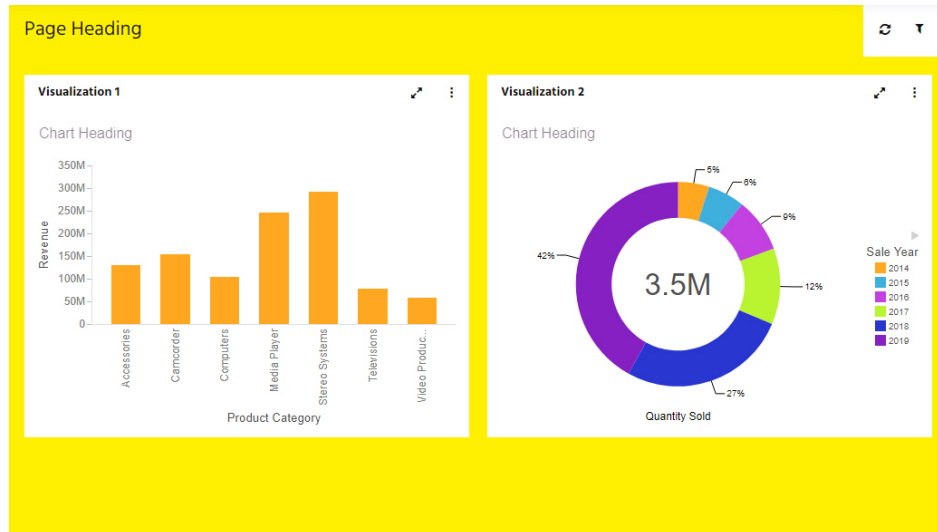 Page Heading
Visualization 1
Chart Heading
350M
300M
250M
200M
150M
100M
50M
0
Revenue
Accessories
Camcorder
Computers
Media Player
Stereo Systems
Televisions
Video Produc...
Product Category
Visualization 2
Chart Heading
5%
6%
9%
12%
27%
42%
3.5M
Quantity Sold
Sale Year
2014
2015
2016
2017
2018
2019